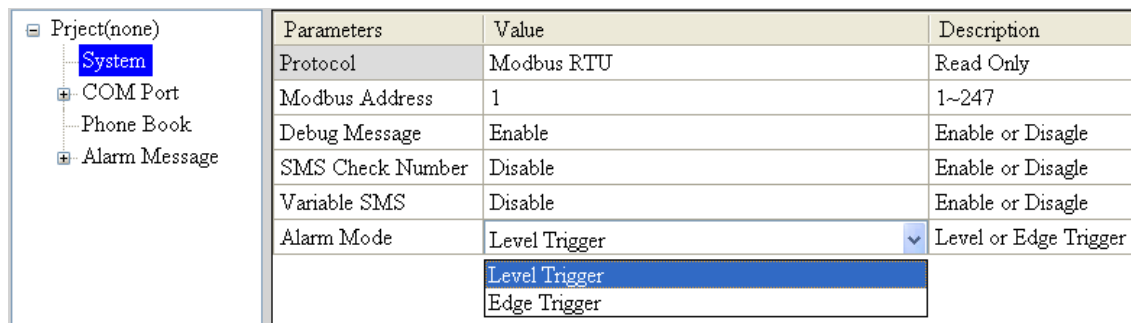 Prject(none)
System
COM Port
Phone Book
Alarm Message
Parameters Value Description
Protocol Modbus RTU Read Only
Modbus Address 1 1~247
Debug Message Enable Enable or Disagle
SMS Check Number Disable Enable or Disagle
Variable SMS Disable Enable or Disagle
Alarm Mode Level Trigger Level or Edge Trigger
Level Trigger
Edge Trigger